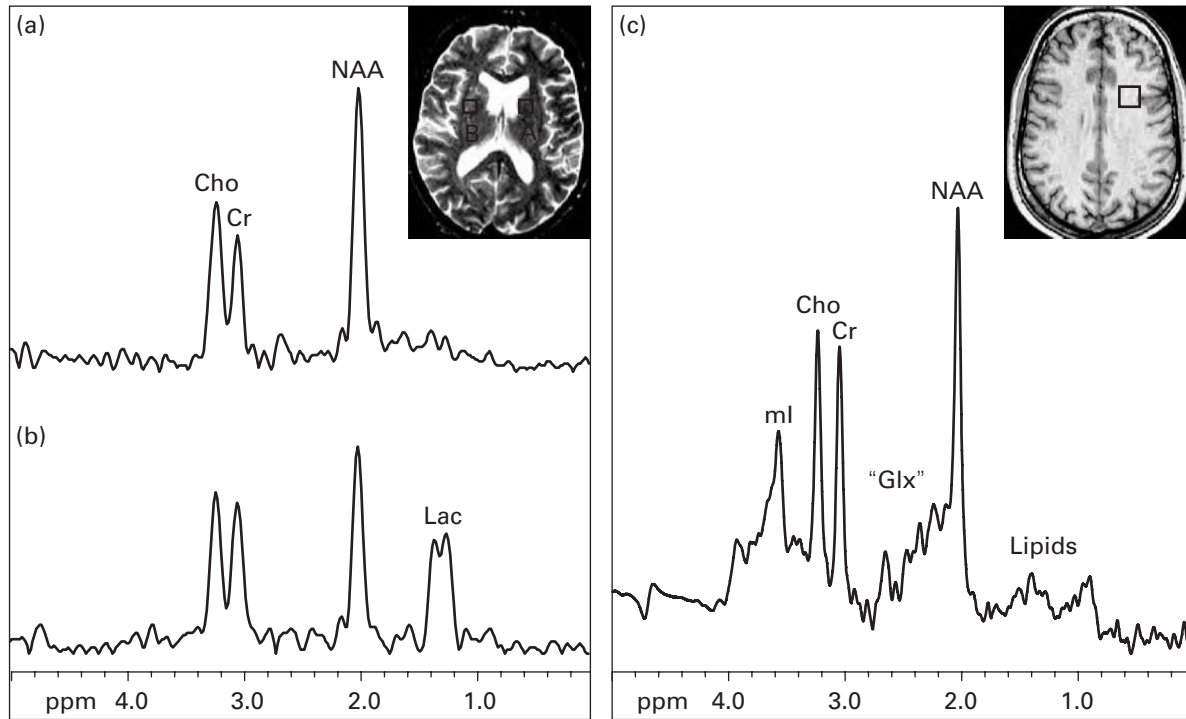 (a)
NAA
Cho
Cr
B
A
(b)
Lac
ppm 4.0 3.0 2.0 1.0
(c)
NAA
Cho
Cr
mI
“Glx”
Lipids
ppm 4.0 3.0 2.0 1.0